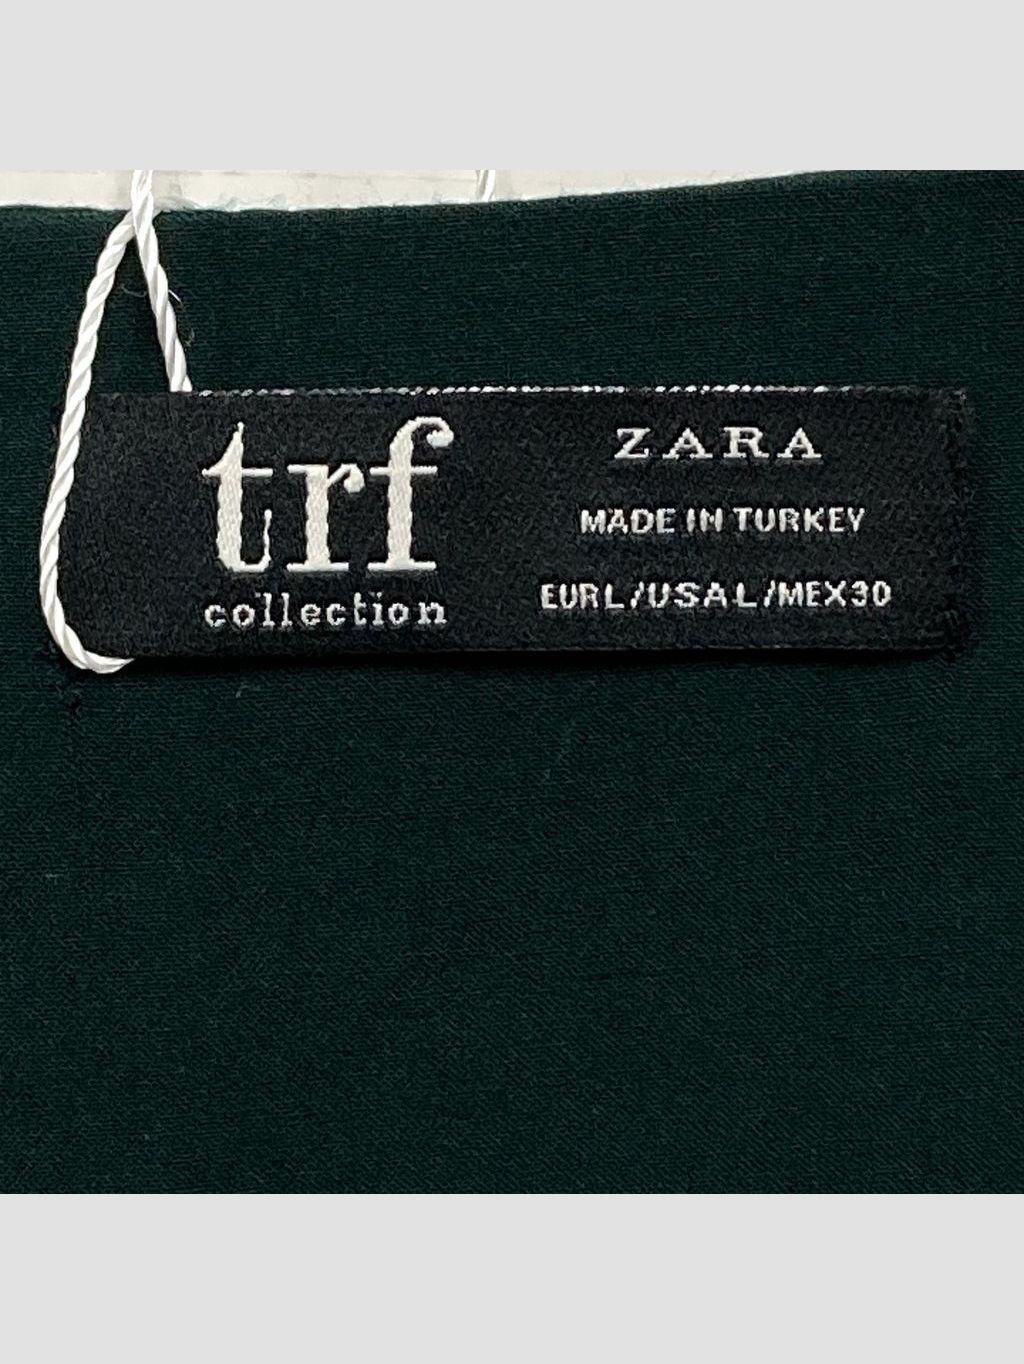 trf
collection
ZARA
MADE IN TURKEY
EUR L/USA L/MEX 30